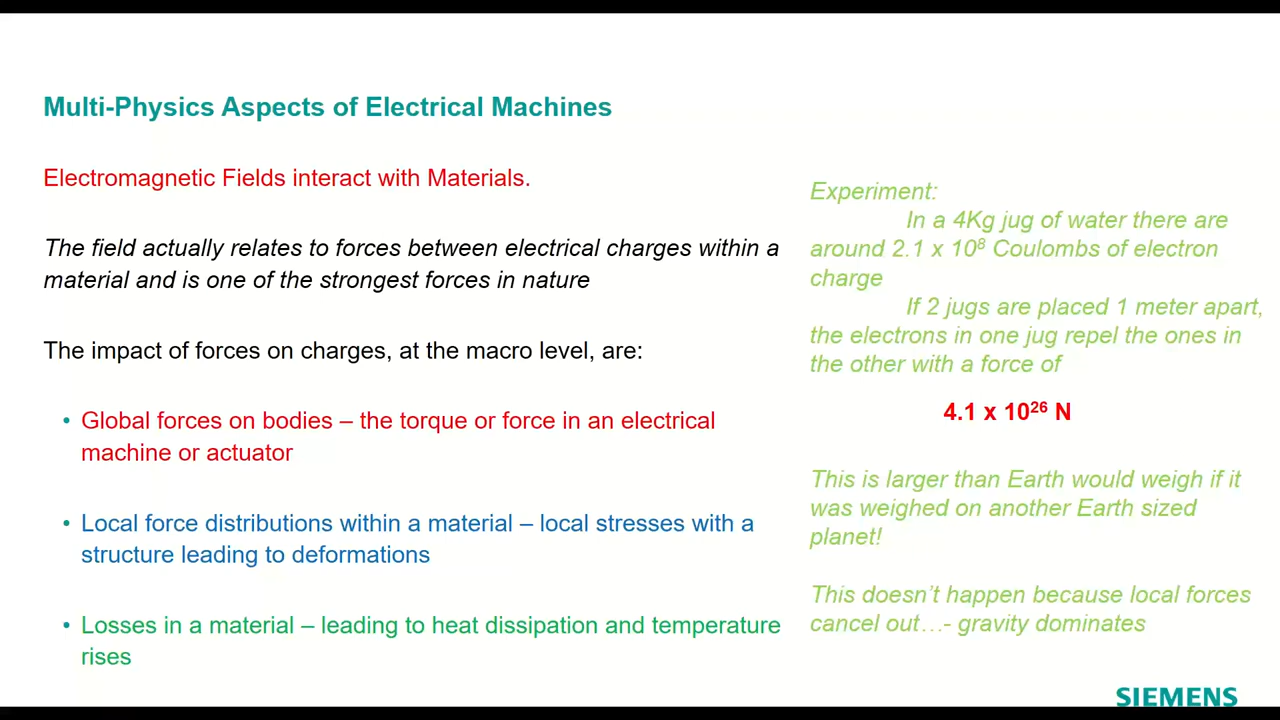 Multi-Physics Aspects of Electrical Machines
Electromagnetic Fields interact with Materials.
The field actually relates to forces between electrical charges within a
material and is one of the strongest forces in nature
The impact of forces on charges, at the macro level, are:
• Global forces on bodies – the torque or force in an electrical
machine or actuator
• Local force distributions within a material – local stresses with a
structure leading to deformations
• Losses in a material – leading to heat dissipation and temperature
rises
Experiment:
In a 4Kg jug of water there are
around 2.1 x 10⁸ Coulombs of electron
charge
If 2 jugs are placed 1 meter apart,
the electrons in one jug repel the ones in
the other with a force of
4.1 x 10²⁶ N
This is larger than Earth would weigh if it
was weighed on another Earth sized
planet!
This doesn’t happen because local forces
cancel out…- gravity dominates
SIEMENS